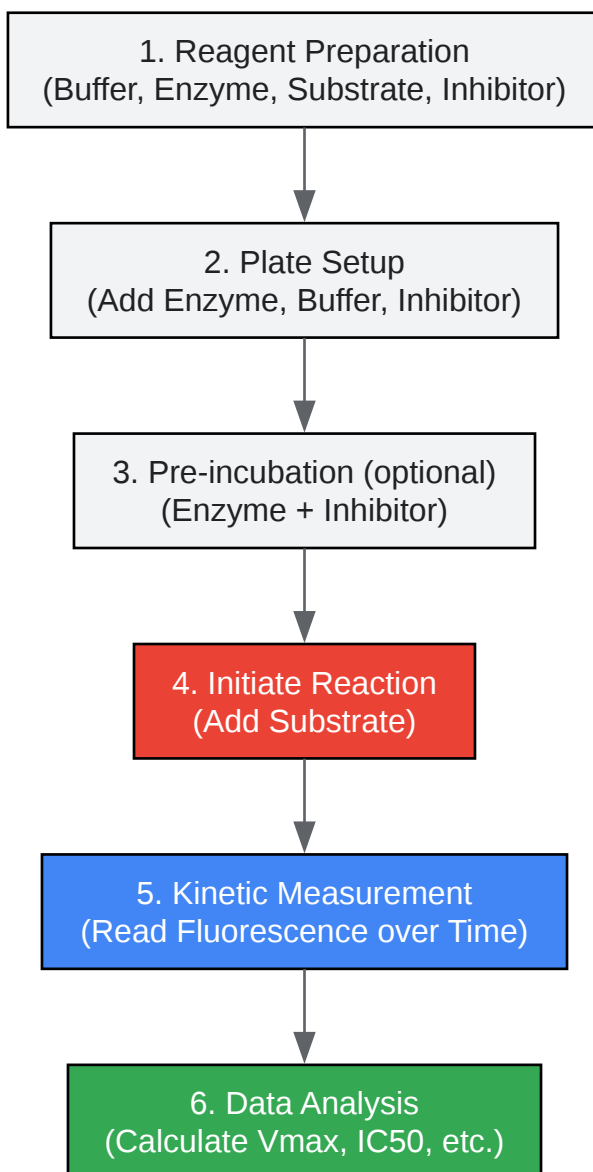 1. Reagent Preparation
(Buffer, Enzyme, Substrate, Inhibitor)
2. Plate Setup
(Add Enzyme, Buffer, Inhibitor)
3. Pre-incubation (optional)
(Enzyme + Inhibitor)
4. Initiate Reaction
(Add Substrate)
5. Kinetic Measurement
(Read Fluorescence over Time)
6. Data Analysis
(Calculate Vmax, IC50, etc.)